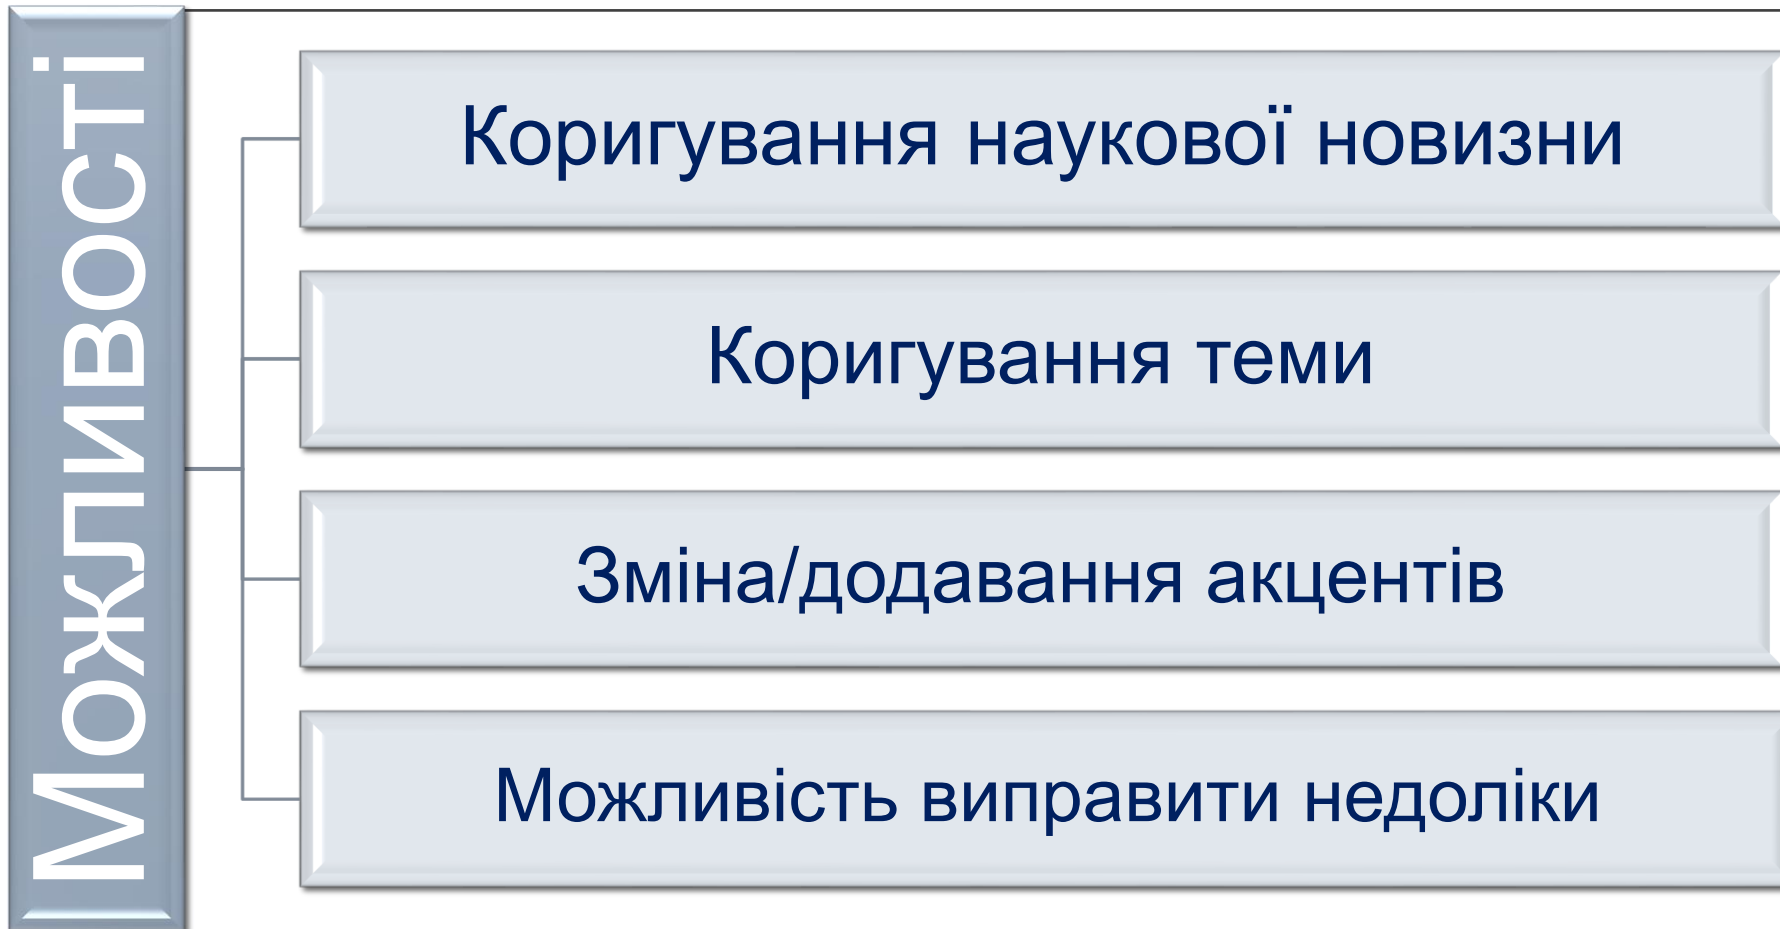 Можливості
Коригування наукової новизни
Коригування теми
Зміна/додавання акцентів
Можливість виправити недоліки